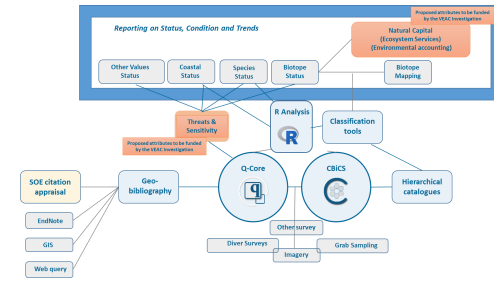 Proposed attributes to be funded
by the VEAC Investigation
Reporting on Status, Condition and Trends
Natural Capital
(Ecosystem Services)
(Environmental accounting)
Other Values
Status
Coastal
Status
Species
Status
Biotope
Status
Biotope
Mapping
R Analysis
R
Threats &
Sensitivity
Classification
tools
Proposed attributes to be funded
by the VEAC Investigation
Q-Core
q
CBiCS
C
SOE citation
appraisal
Geo-
bibliography
Hierarchical
catalogues
EndNote
GIS
Web query
Other survey
Diver Surveys
Grab Sampling
Imagery